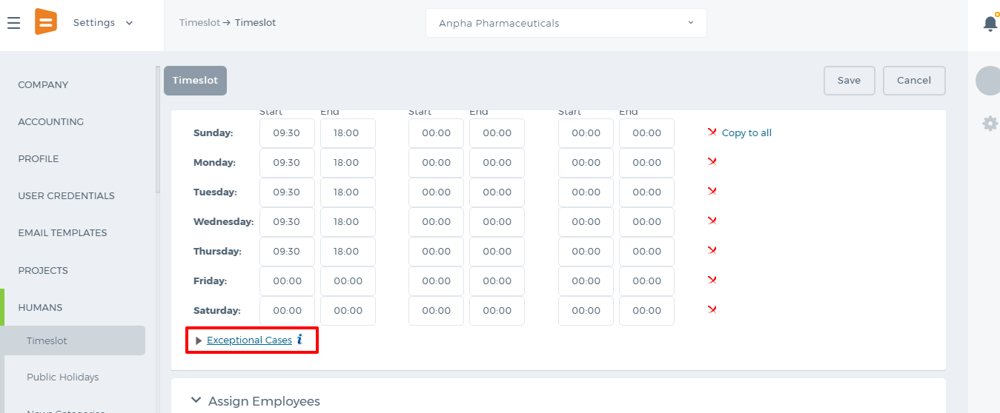 Settings
Timeslot → Timeslot
Anpha Pharmaceuticals
COMPANY
ACCOUNTING
PROFILE
USER CREDENTIALS
EMAIL TEMPLATES
PROJECTS
HUMANS
Timeslot
Public Holidays
News Categories
Timeslot
Save
Cancel
Start End Start End Start End
Sunday: 09:30 18:00 00:00 00:00 00:00 00:00 Copy to all
Monday: 09:30 18:00 00:00 00:00 00:00 00:00
Tuesday: 09:30 18:00 00:00 00:00 00:00 00:00
Wednesday: 09:30 18:00 00:00 00:00 00:00 00:00
Thursday: 09:30 18:00 00:00 00:00 00:00 00:00
Friday: 00:00 00:00 00:00 00:00 00:00 00:00
Saturday: 00:00 00:00 00:00 00:00 00:00 00:00
Exceptional Cases i
Assign Employees